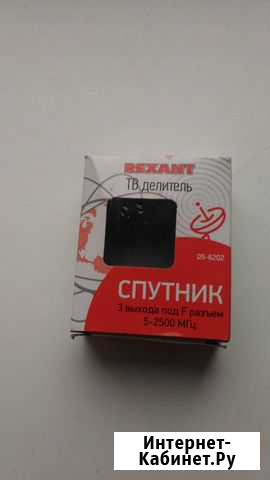 REXANT
ТВ делитель
05-6202
СПУТНИК
3 выхода под F разъем
5-2500 МГц
Интернет-
Кабинет.Ру